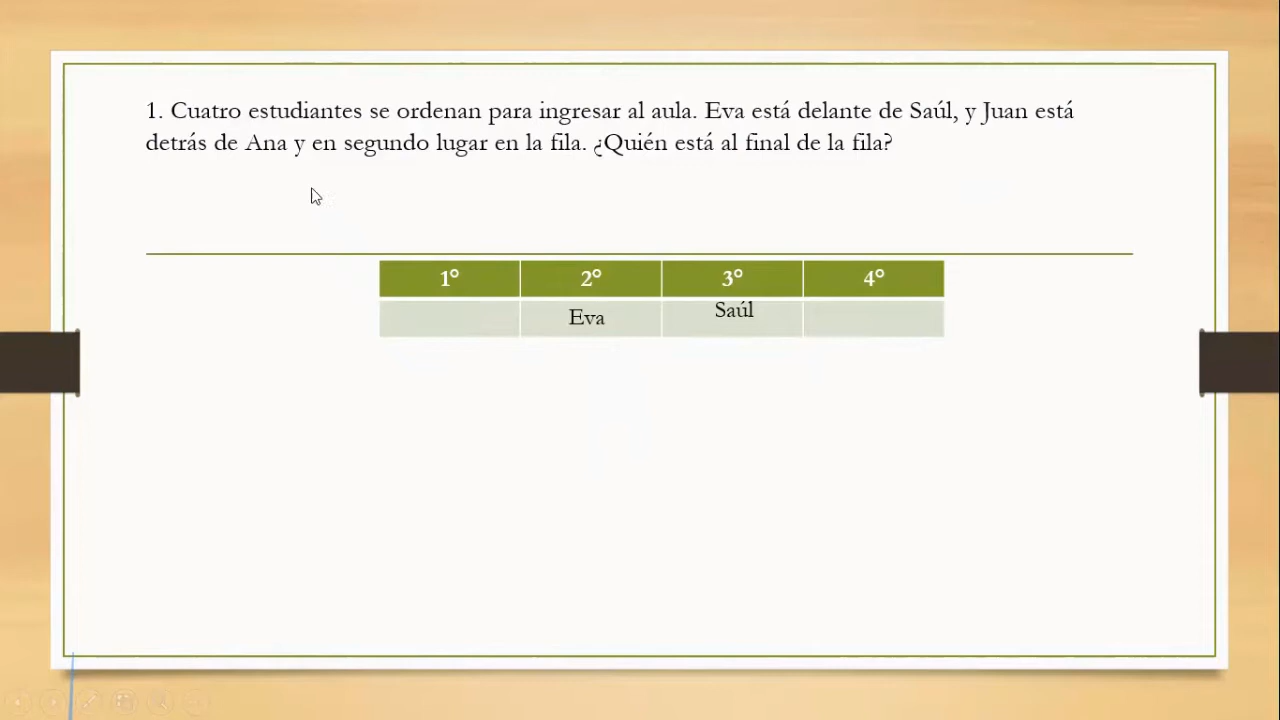 1. Cuatro estudiantes se ordenan para ingresar al aula. Eva está delante de Saúl, y Juan está
detrás de Ana y en segundo lugar en la fila. ¿Quién está al final de la fila?
1° 2° 3° 4°
Eva Saúl